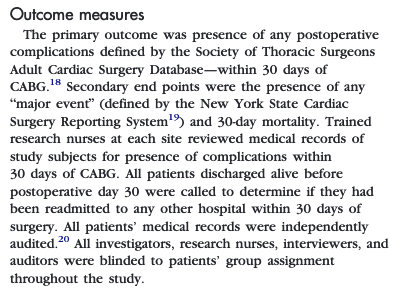 Outcome measures
The primary outcome was presence of any postoperative
complications defined by the Society of Thoracic Surgeons
Adult Cardiac Surgery Database—within 30 days of
CABG.18 Secondary end points were the presence of any
“major event” (defined by the New York State Cardiac
Surgery Reporting System19) and 30-day mortality. Trained
research nurses at each site reviewed medical records of
study subjects for presence of complications within
30 days of CABG. All patients discharged alive before
postoperative day 30 were called to determine if they had
been readmitted to any other hospital within 30 days of
surgery. All patients’ medical records were independently
audited.20 All investigators, research nurses, interviewers, and
auditors were blinded to patients’ group assignment
throughout the study.